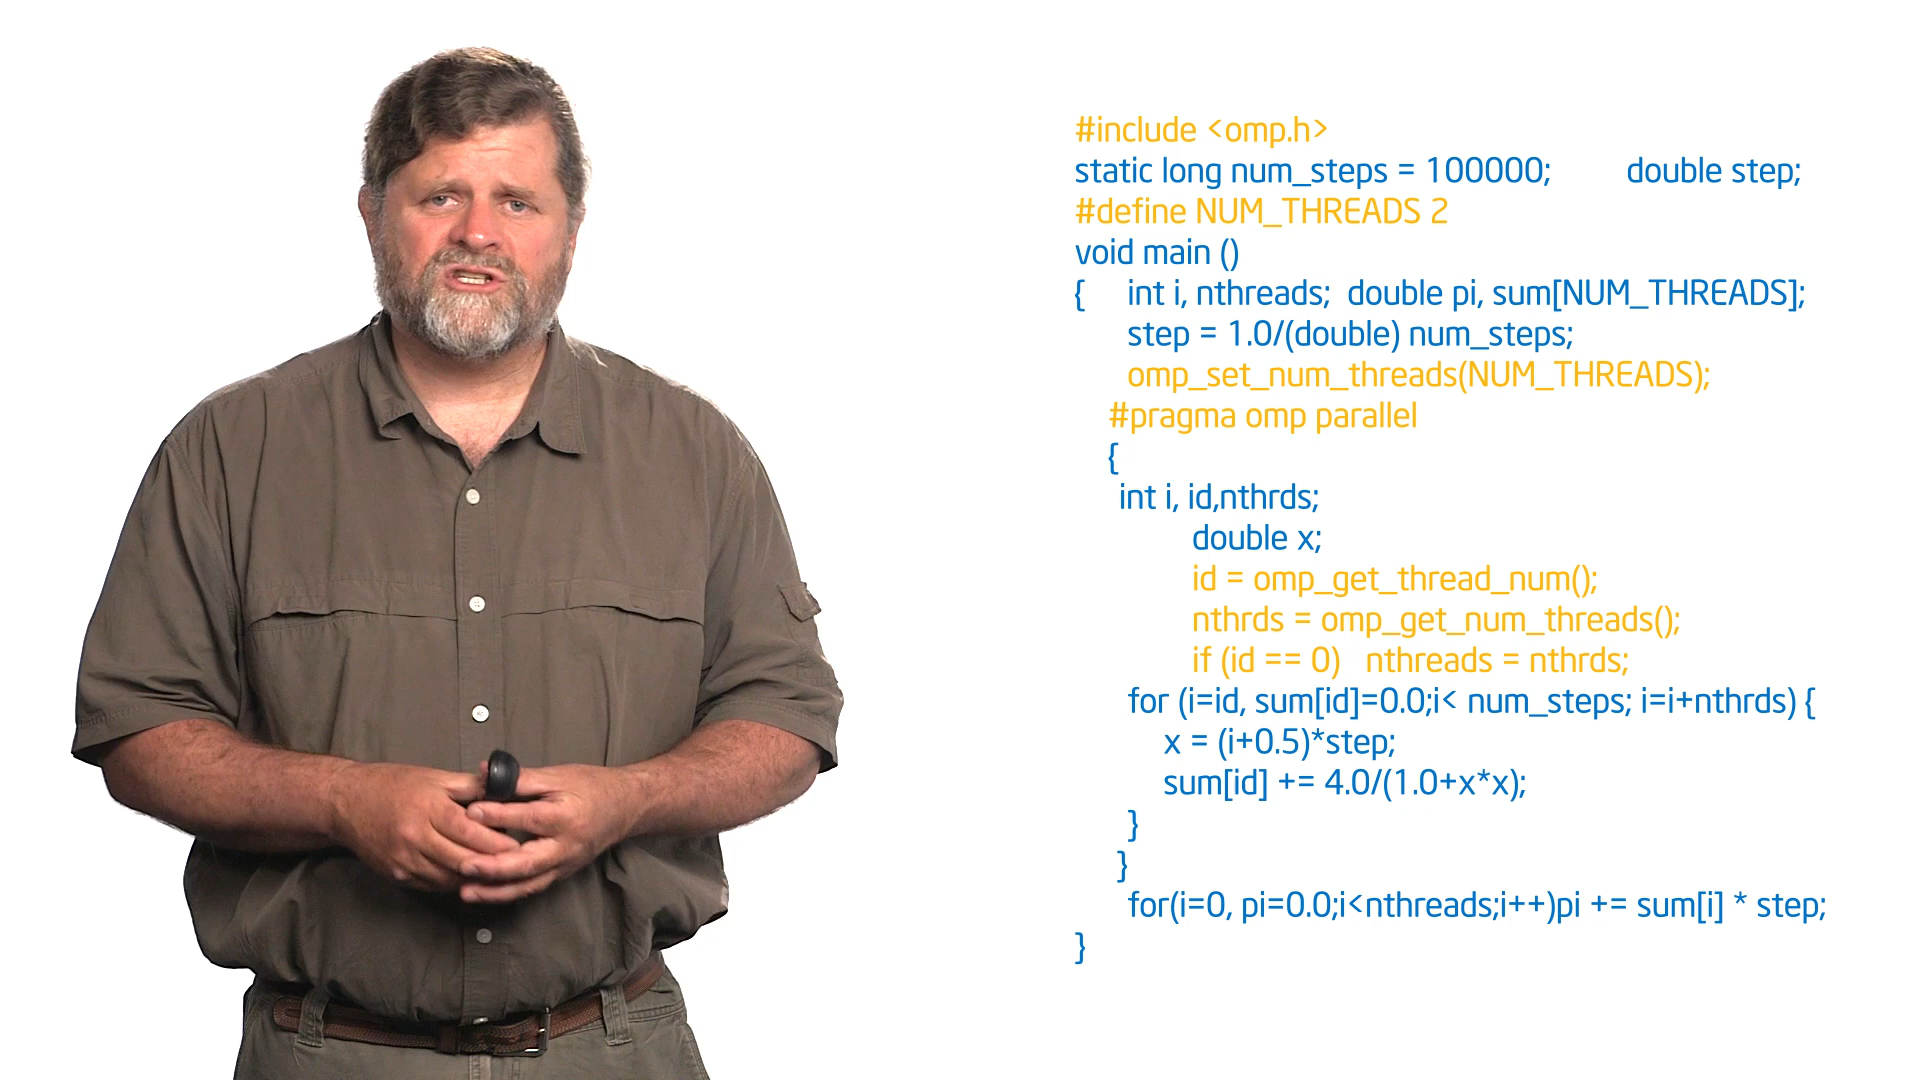 #include <omp.h>
static long num_steps = 100000; double step;
#define NUM_THREADS 2
void main ()
{ int i, nthreads; double pi, sum[NUM_THREADS];
step = 1.0/(double) num_steps;
omp_set_num_threads(NUM_THREADS);
#pragma omp parallel
{
int i, id,nthrds;
double x;
id = omp_get_thread_num();
nthrds = omp_get_num_threads();
if (id == 0) nthreads = nthrds;
for (i=id, sum[id]=0.0;i< num_steps; i=i+nthrds) {
x = (i+0.5)*step;
sum[id] += 4.0/(1.0+x*x);
}
}
for(i=0, pi=0.0;i<nthreads;i++)pi += sum[i] * step;
}